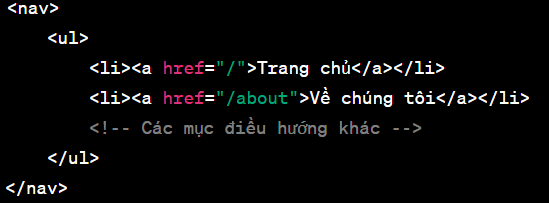 <nav>
    <ul>
        <li><a href="/">Trang chủ</a></li>
        <li><a href="/about">Về chúng tôi</a></li>
        <!-- Các mục điều hướng khác -->
    </ul>
</nav>